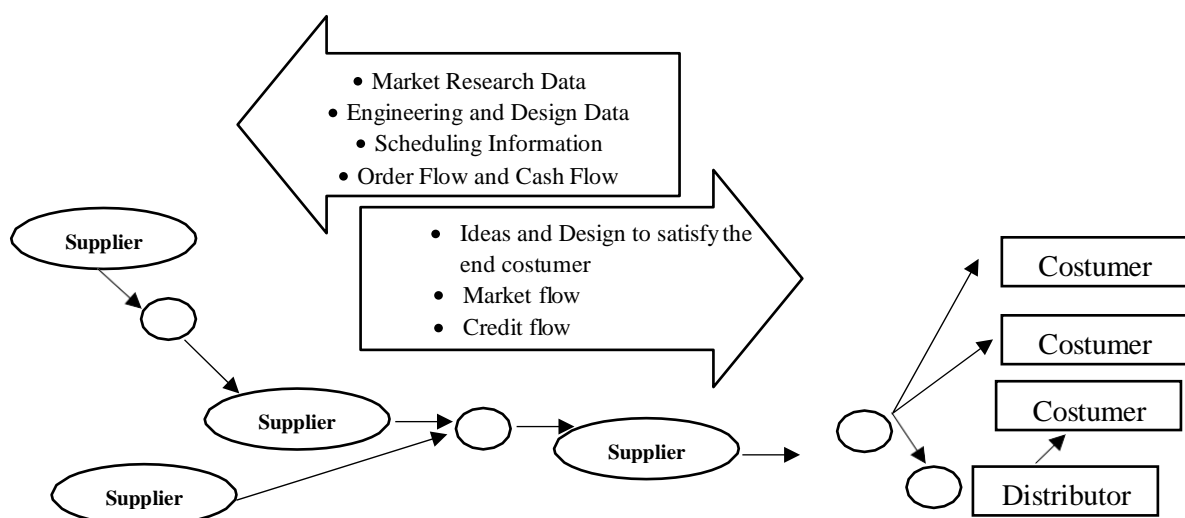 • Market Research Data
• Engineering and Design Data
• Scheduling Information
• Order Flow and Cash Flow
• Ideas and Design to satisfy the
end costumer
• Market flow
• Credit flow
Supplier
Supplier
Supplier
Supplier
Costumer
Costumer
Costumer
Distributor